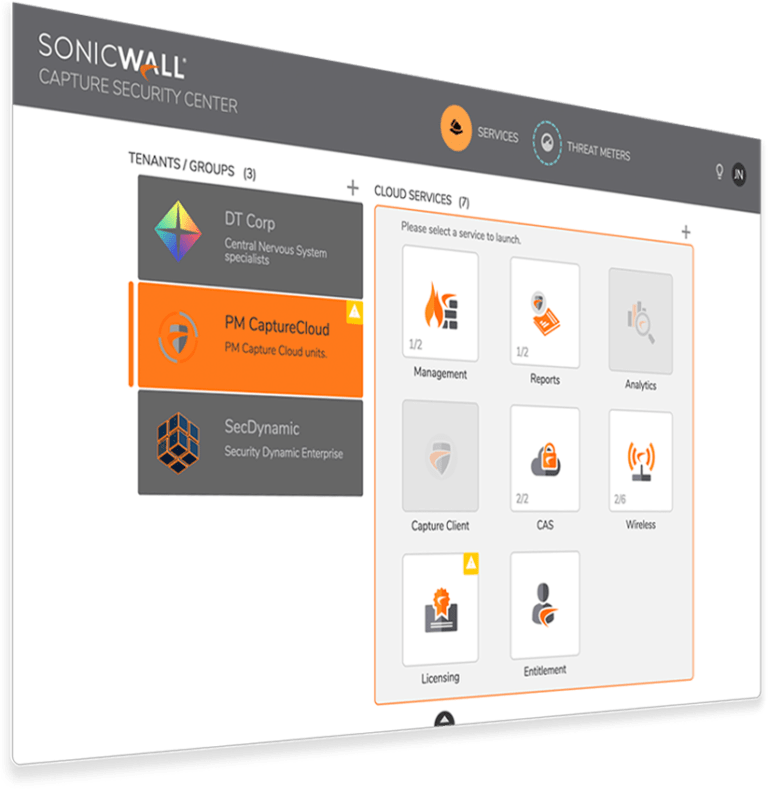 SONICWALL
CAPTURE SECURITY CENTER
SERVICES
THREAT METERS
JN
TENANTS / GROUPS (3)
DT Corp
Central Nervous System
specialists
PM CaptureCloud
PM Capture Cloud units.
SecDynamic
Security Dynamic Enterprise
CLOUD SERVICES (7)
Please select a service to launch.
1/2
Management
1/2
Reports
Analytics
Capture Client
2/2
CAS
2/6
Wireless
Licensing
Entitlement